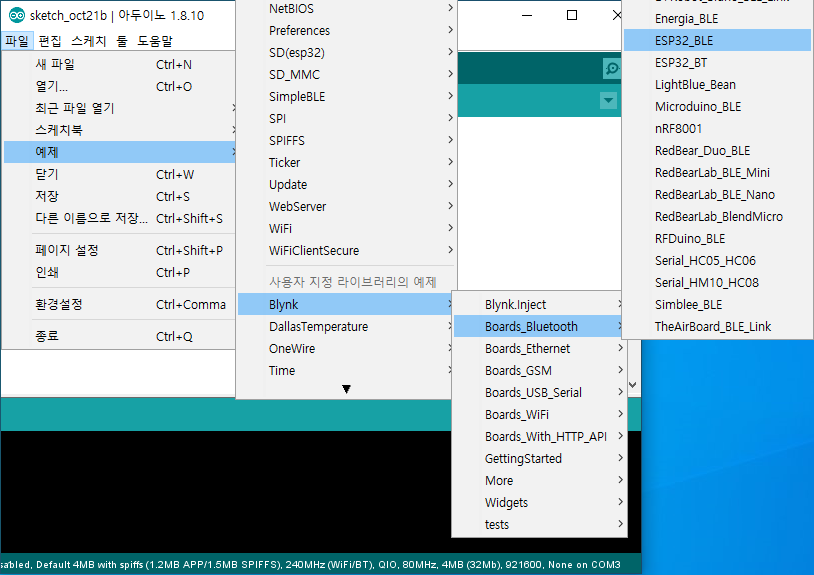 sketch_oct21b | 아두이노 1.8.10
파일 편집 스케치 툴 도움말
새 파일 Ctrl+N
열기... Ctrl+O
최근 파일 열기
스케치북
예제
닫기 Ctrl+W
저장 Ctrl+S
다른 이름으로 저장... Ctrl+Shift+S
페이지 설정 Ctrl+Shift+P
인쇄 Ctrl+P
환경설정 Ctrl+Comma
종료 Ctrl+Q
NetBIOS
Preferences
SD(esp32)
SD_MMC
SimpleBLE
SPI
SPIFFS
Ticker
Update
WebServer
WiFi
WiFiClientSecure
사용자 지정 라이브러리의 예제
Blynk
DallasTemperature
OneWire
Time
Blynk.Inject
Boards_Bluetooth
Boards_Ethernet
Boards_GSM
Boards_USB_Serial
Boards_WiFi
Boards_With_HTTP_API
GettingStarted
More
Widgets
tests
Energia_BLE
ESP32_BLE
ESP32_BT
LightBlue_Bean
Microduino_BLE
nRF8001
RedBear_Duo_BLE
RedBearLab_BLE_Mini
RedBearLab_BLE_Nano
RedBearLab_BlendMicro
RFDuino_BLE
Serial_HC05_HC06
Serial_HM10_HC08
Simblee_BLE
TheAirBoard_BLE_Link
sabled, Default 4MB with spiffs (1.2MB APP/1.5MB SPIFFS), 240MHz (WiFi/BT), QIO, 80MHz, 4MB (32Mb), 921600, None on COM3